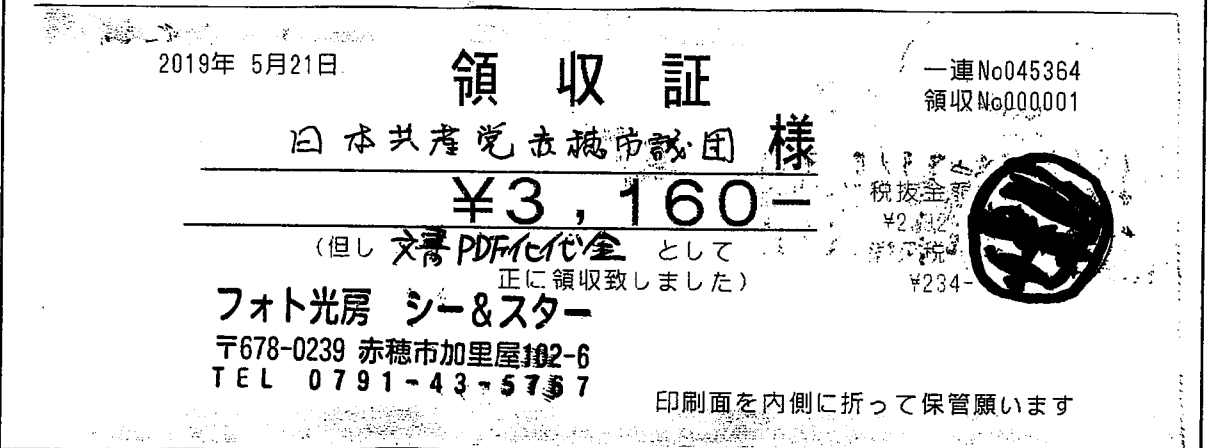 2019年 5月21日
領収証
一連No045364
領収No000001
日本共産党赤穂市議団 様
¥3,160−
税抜金額
¥2,92
消費税
¥234-
(但し 文書PDF化代金 として
正に領収致しました)
フォト光房 シー&スター
〒678-0239 赤穂市加里屋102-6
TEL 0791-43-5767
印刷面を内側に折って保管願います